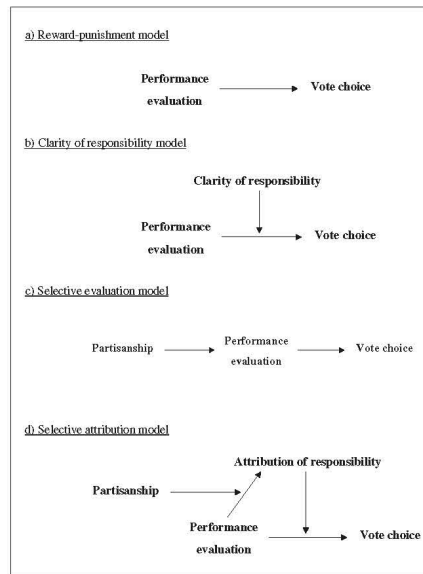 a) Reward-punishment model
Performance
evaluation
Vote choice
b) Clarity of responsibility model
Clarity of responsibility
Performance
evaluation
Vote choice
c) Selective evaluation model
Partisanship
Performance
evaluation
Vote choice
d) Selective attribution model
Attribution of responsibility
Partisanship
Performance
evaluation
Vote choice